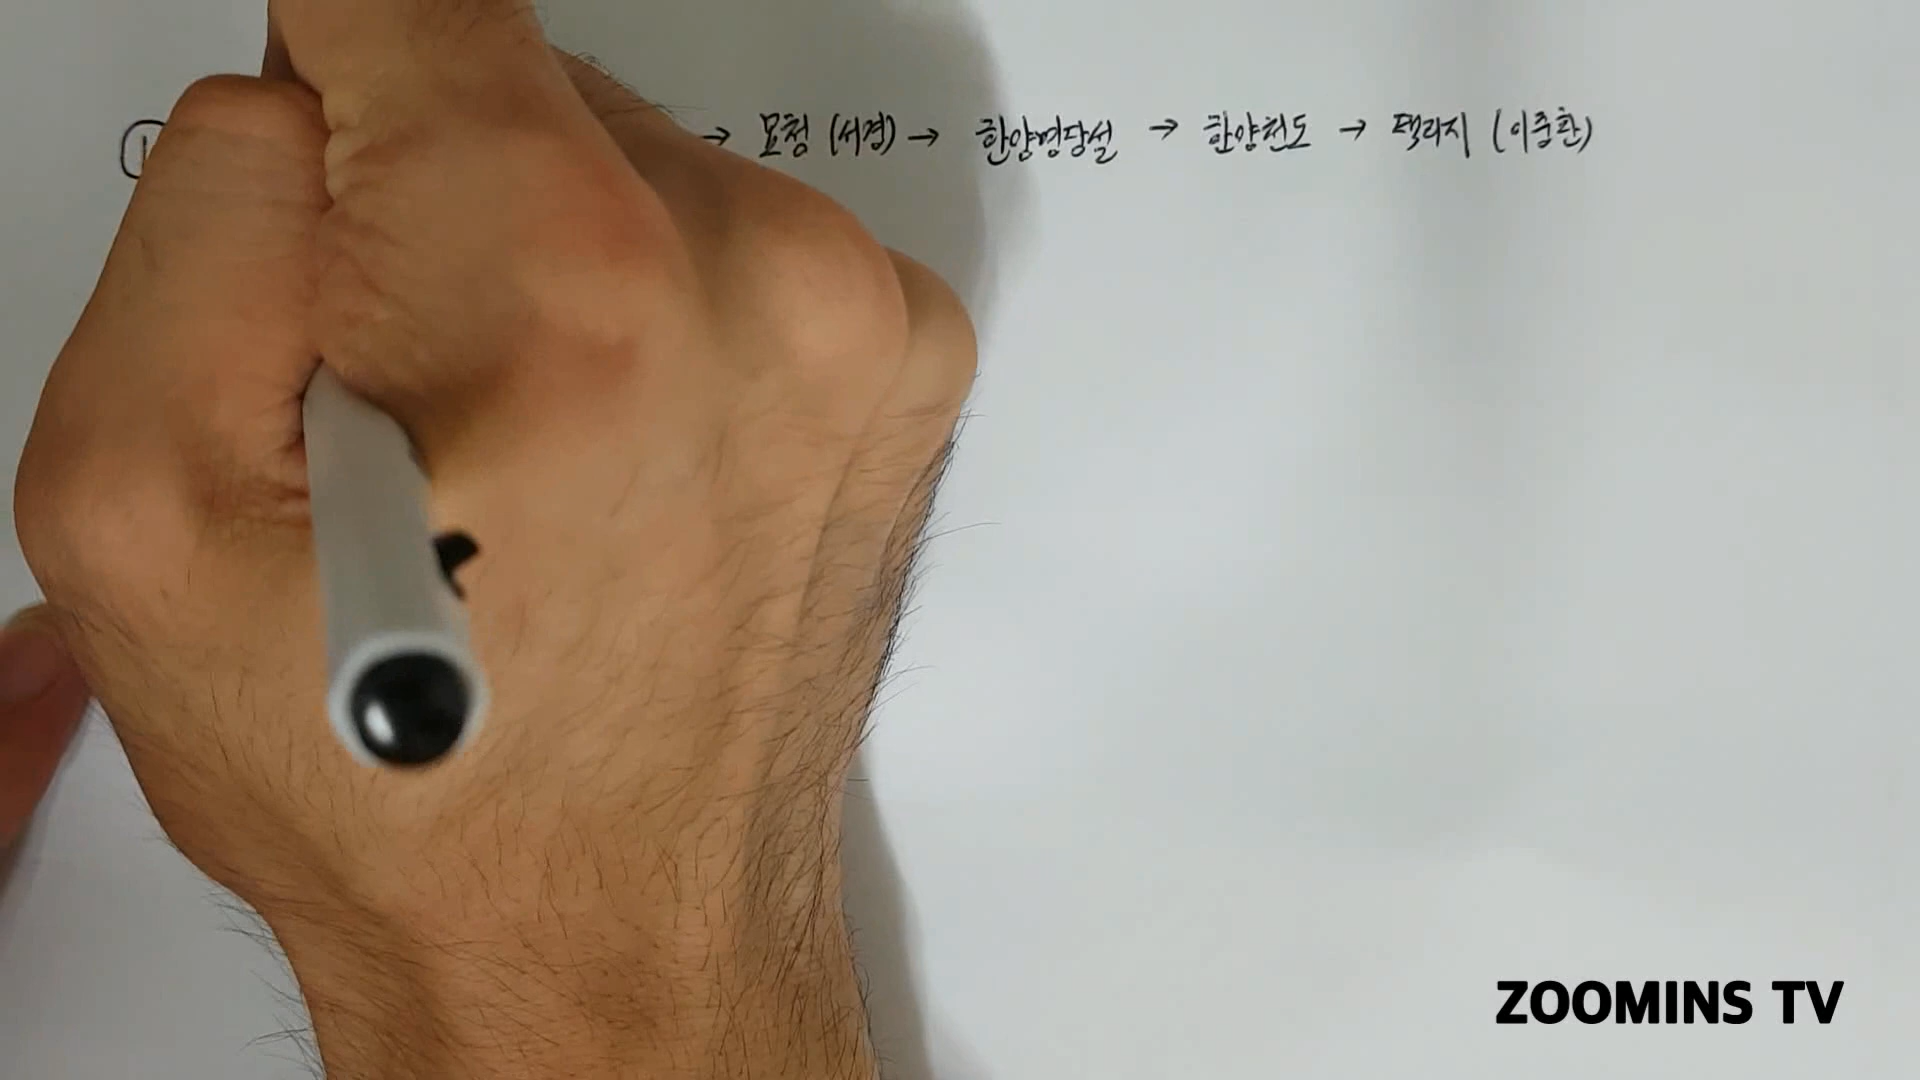 ① → 묘청 (서경) → 한양명당설 → 한양천도 → 택리지 (이중환)
ZOOMINS TV